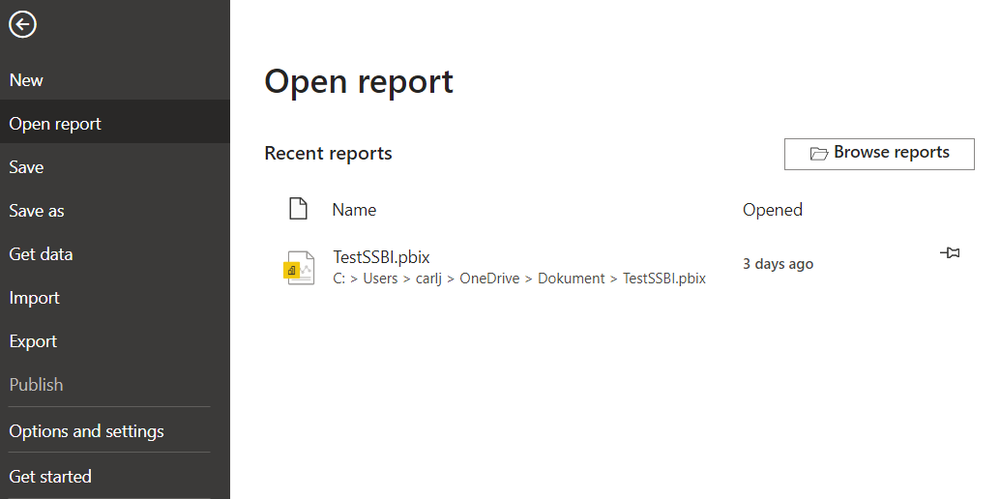 New
Open report
Save
Save as
Get data
Import
Export
Publish
Options and settings
Get started
Open report
Recent reports
Browse reports
Name Opened
TestSSBI.pbix
C: > Users > carlj > OneDrive > Dokument > TestSSBI.pbix
3 days ago